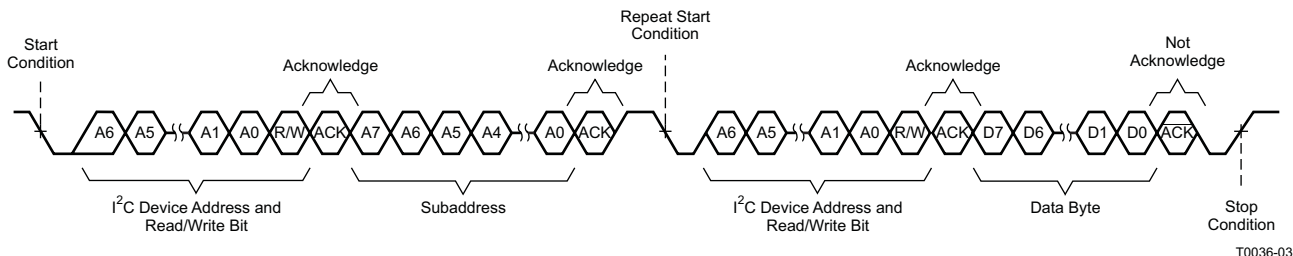 Repeat Start
Condition
Start
Condition
Not
Acknowledge
Acknowledge
Acknowledge
Acknowledge
A6 A5 A1 A0 R/W ACK A7 A6 A5 A4 A0 ACK A6 A5 A1 A0 R/W ACK D7 D6 D1 D0 ACK
I²C Device Address and
Read/Write Bit
Subaddress
I²C Device Address and
Read/Write Bit
Data Byte
Stop
Condition
T0036-03